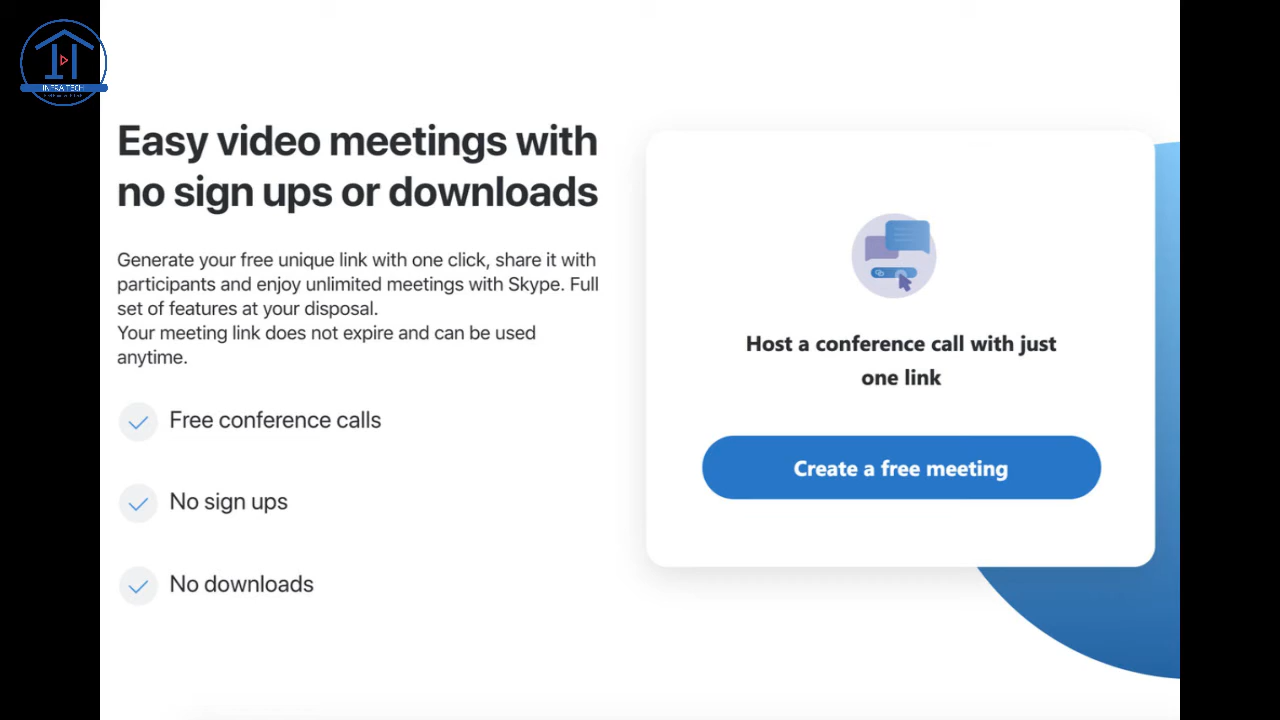 INFRA TECH
Easy video meetings with
no sign ups or downloads
Generate your free unique link with one click, share it with
participants and enjoy unlimited meetings with Skype. Full
set of features at your disposal.
Your meeting link does not expire and can be used
anytime.
Free conference calls
No sign ups
No downloads
Host a conference call with just
one link
Create a free meeting